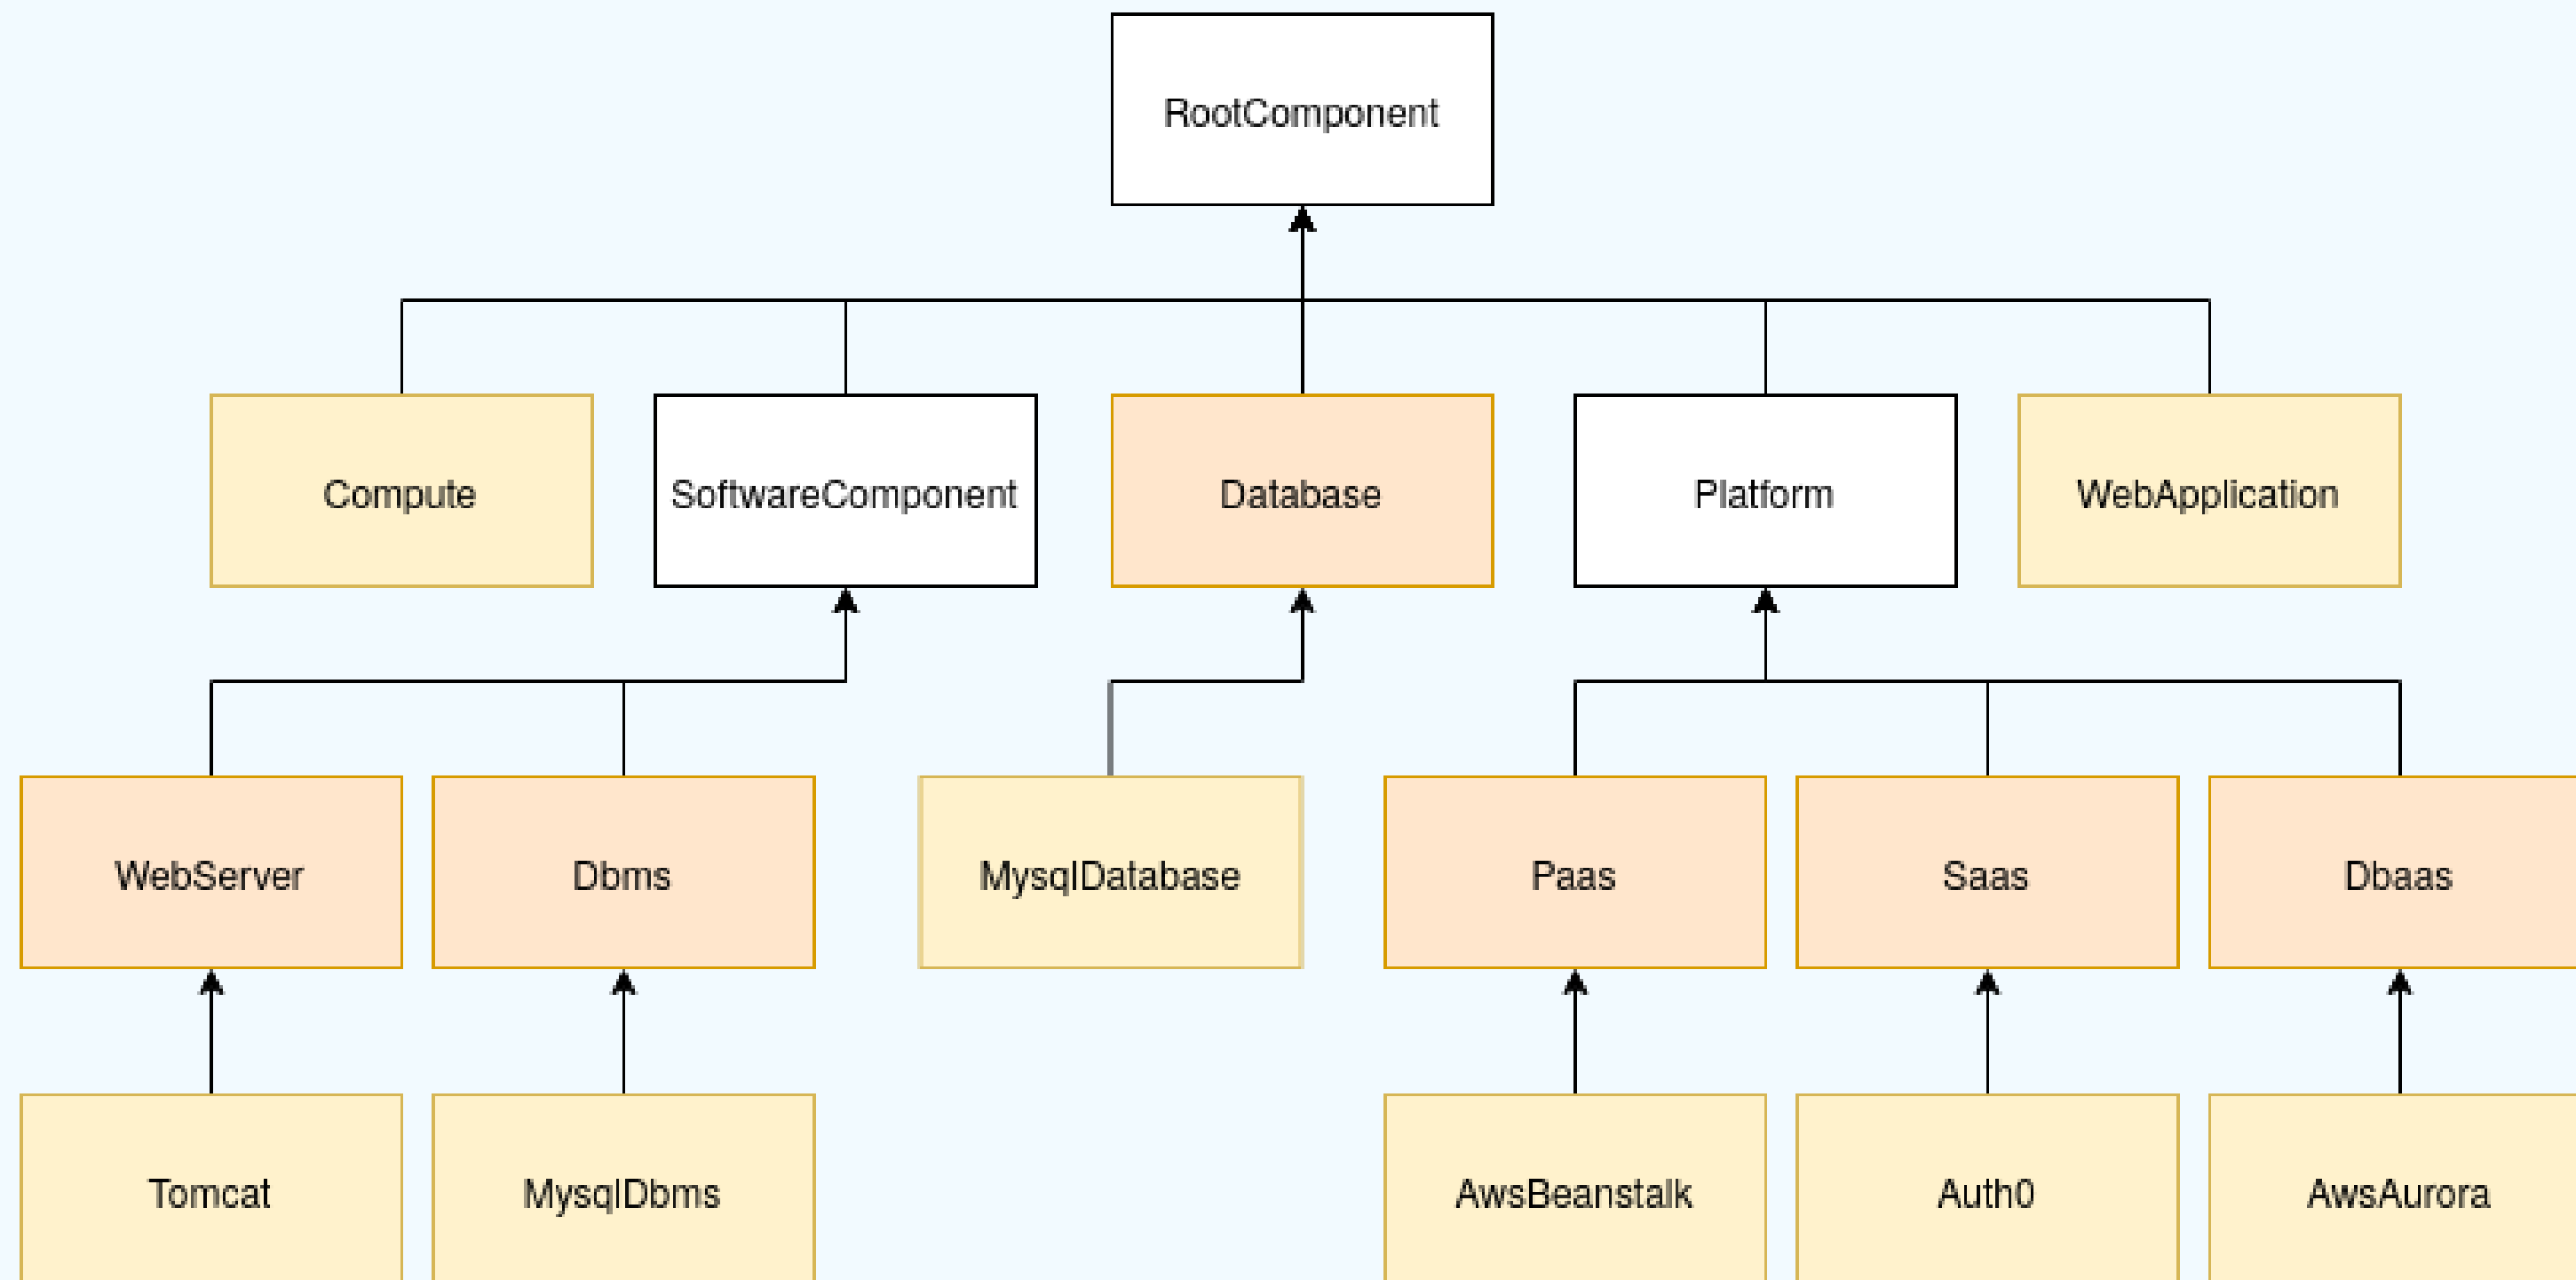 RootComponent
Compute
SoftwareComponent
Database
Platform
WebApplication
WebServer
Dbms
MysqlDatabase
Paas
Saas
Dbaas
Tomcat
MysqlDbms
AwsBeanstalk
Auth0
AwsAurora